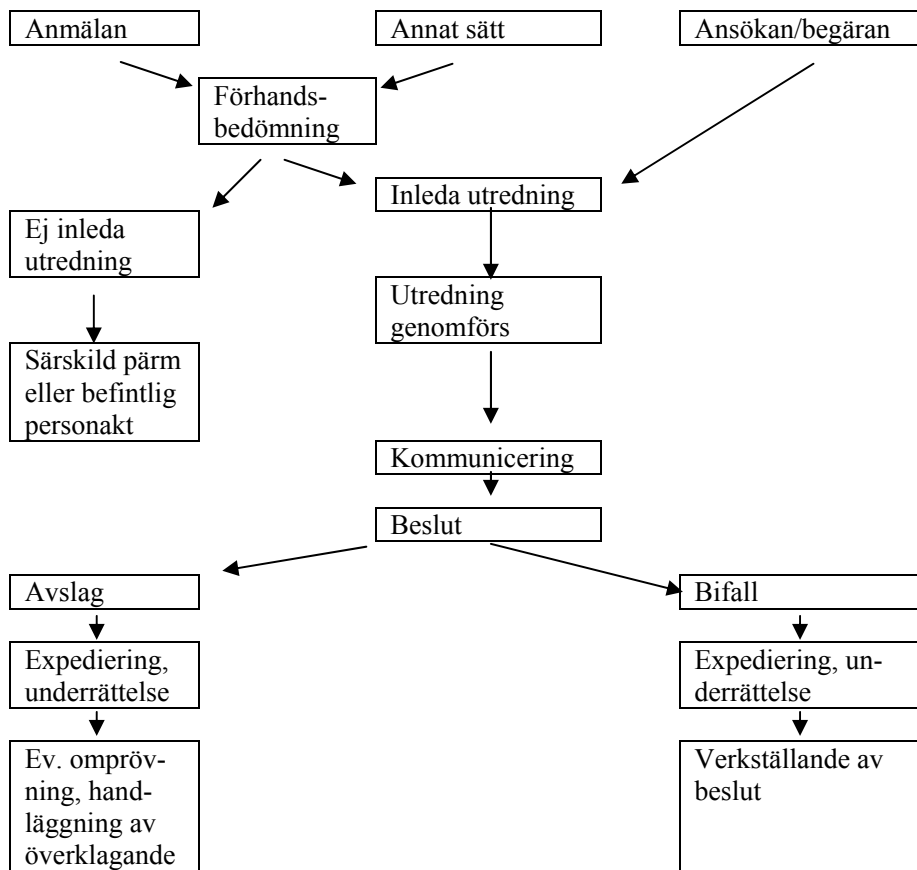 Anmälan
Annat sätt
Ansökan/begäran
Förhands-
bedömning
Inleda utredning
Ej inleda
utredning
Utredning
genomförs
Särskild pärm
eller befintlig
personakt
Kommunicering
Beslut
Avslag
Bifall
Expediering,
underrättelse
Expediering, un-
derrättelse
Ev. ompröv-
ning, hand-
läggning av
överklagande
Verkställande av
beslut